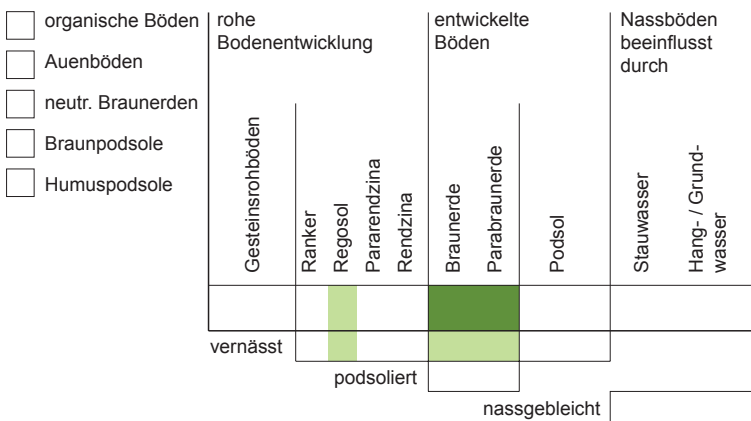 organische Böden
Auenböden
neutr. Braunerden
Braunpodsole
Humuspodsole
rohe
Bodenentwicklung
entwickelte
Böden
Nassböden
beeinflusst
durch
Gesteinsrohböden
Ranker
Regosol
Pararendzina
Rendzina
Braunerde
Parabraunerde
Podsol
Stauwasser
Hang- / Grund-
wasser
vernässt
podsoliert
nassgebleicht